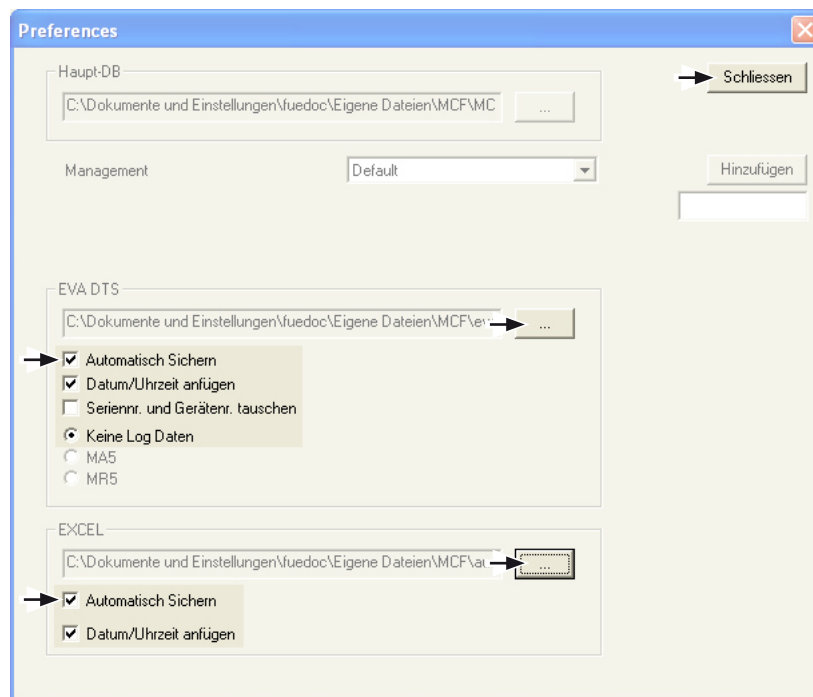 Preferences
Haupt-DB
Schliessen
C:\Dokumente und Einstellungen\fuedoc\Eigene Dateien\MCF\MC
...
Management
Default
Hinzufügen
EVA DTS
C:\Dokumente und Einstellungen\fuedoc\Eigene Dateien\MCF\ev
...
Automatisch Sichern
Datum/Uhrzeit anfügen
Seriennr. und Gerätenr. tauschen
Keine Log Daten
MA5
MR5
EXCEL
C:\Dokumente und Einstellungen\fuedoc\Eigene Dateien\MCF\au
...
Automatisch Sichern
Datum/Uhrzeit anfügen